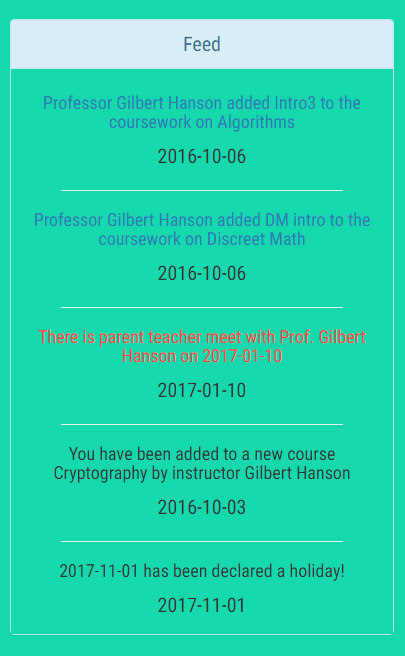 Feed
Professor Gilbert Hanson added Intro3 to the
coursework on Algorithms
2016-10-06
Professor Gilbert Hanson added DM intro to the
coursework on Discreet Math
2016-10-06
There is parent teacher meet with Prof. Gilbert
Hanson on 2017-01-10
2017-01-10
You have been added to a new course
Cryptography by instructor Gilbert Hanson
2016-10-03
2017-11-01 has been declared a holiday!
2017-11-01